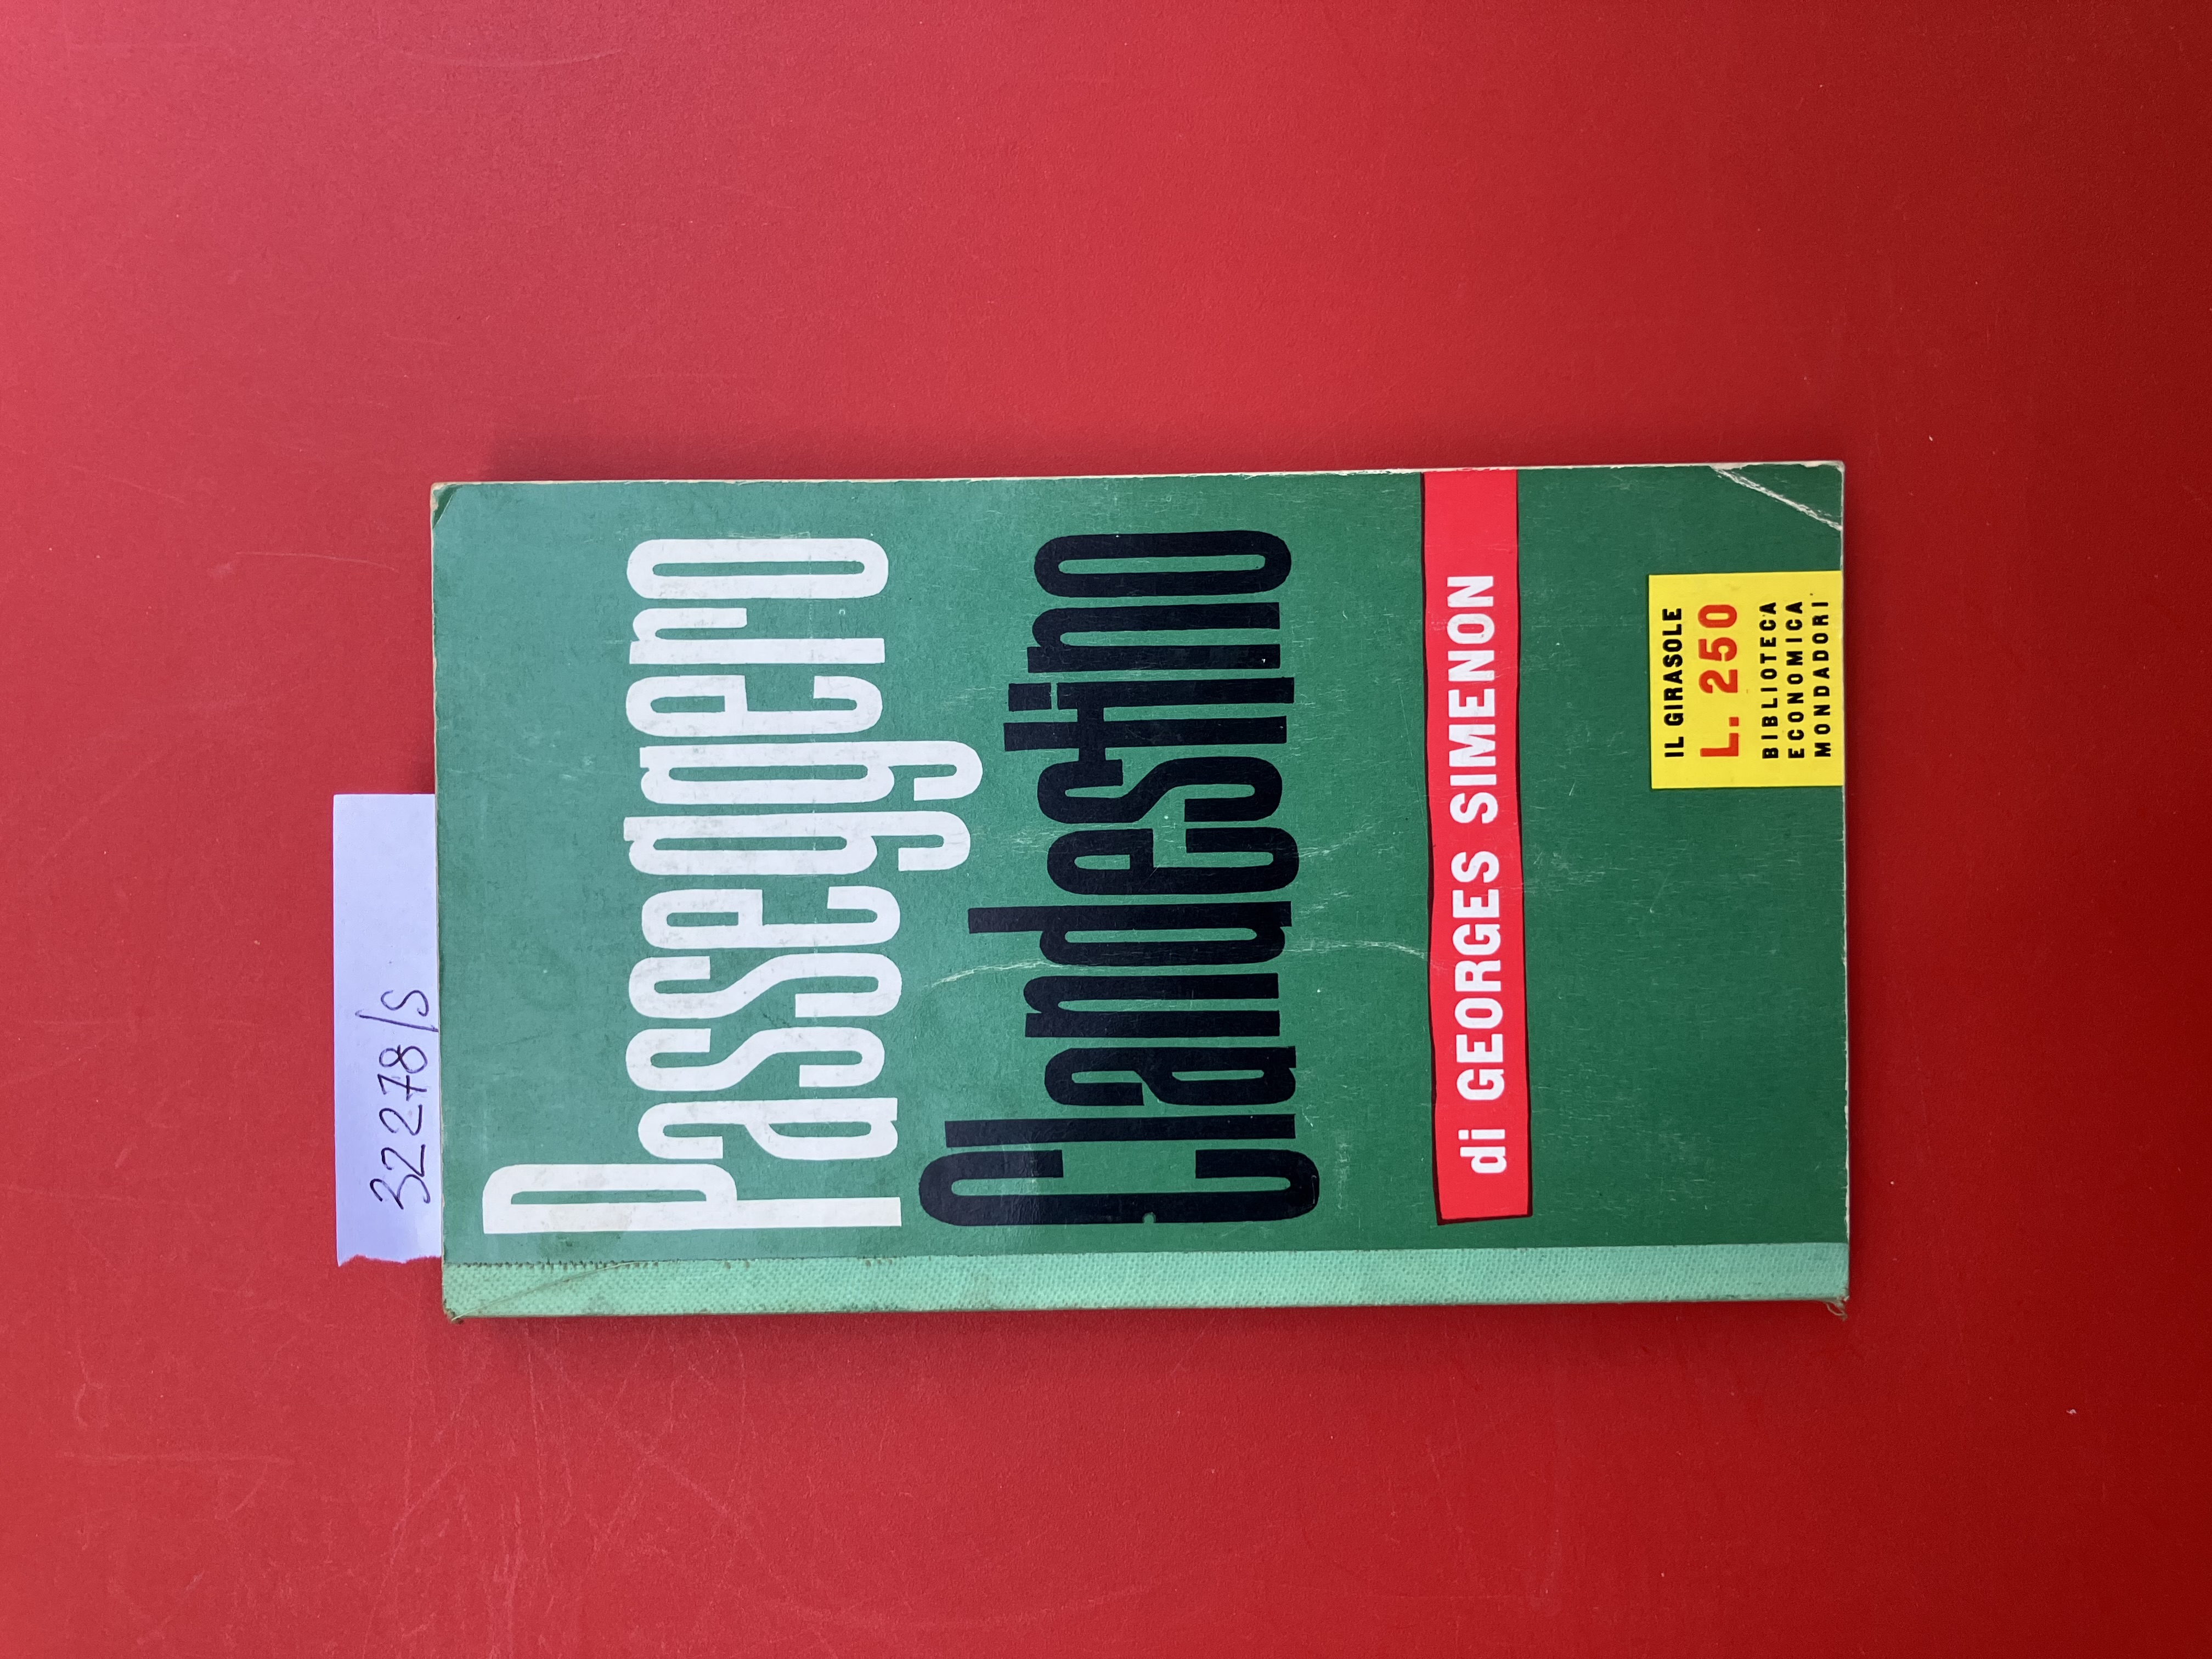 32278/S
Passeggero
Clandestino
di GEORGES SIMENON
IL GIRASOLE
L. 250
BIBLIOTECA
ECONOMICA
MONDADORI